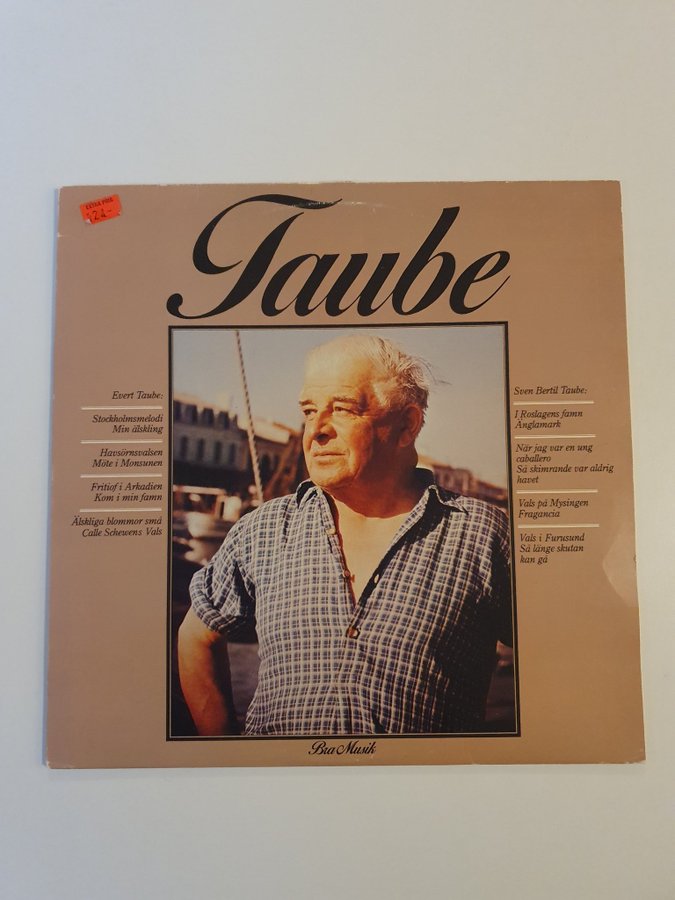 EXTRA PRIS
Taube
Evert Taube:
Stockholmsmelodi
Min älskling
Havsörnsvalsen
Möte i Monsunen
Fritiof i Arkadien
Kom i min famn
Älskliga blommor små
Calle Schewens Vals
Sven Bertil Taube:
I Roslagens famn
Änglamark
När jag var en ung
caballero
Så skimrande var aldrig
havet
Vals på Mysingen
Fragancia
Vals i Furusund
Så länge skutan
kan gå
Bra Musik